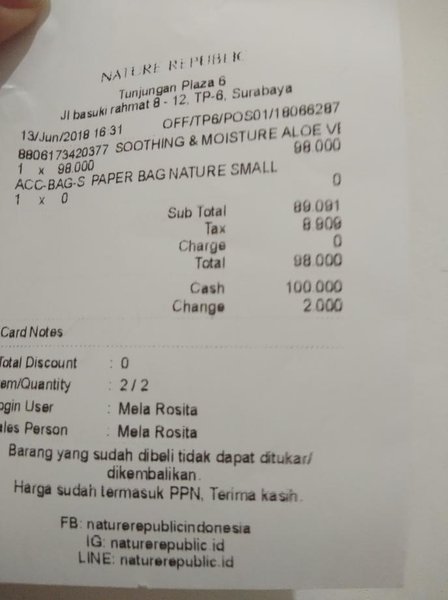 NATURE REPUBLIC
Tunjungan Plaza 6
Jl basuki rahmat 8 - 12, TP-6, Surabaya
13/Jun/2018 16:31 OFF/TP6/POS01/18066287
8806173420377 SOOTHING & MOISTURE ALOE VE
1 x 98.000 98.000
ACC-BAG-S PAPER BAG NATURE SMALL
1 x 0 0
Sub Total 89.091
Tax 8.909
Charge 0
Total 98.000
Cash 100.000
Change 2.000
Card Notes
Total Discount : 0
em/Quantity : 2 / 2
ogin User : Mela Rosita
ales Person : Mela Rosita
Barang yang sudah dibeli tidak dapat ditukar/
dikembalikan.
Harga sudah termasuk PPN, Terima kasih.
FB: naturerepublicindonesia
IG: naturerepublic.id
LINE: naturerepublic.id